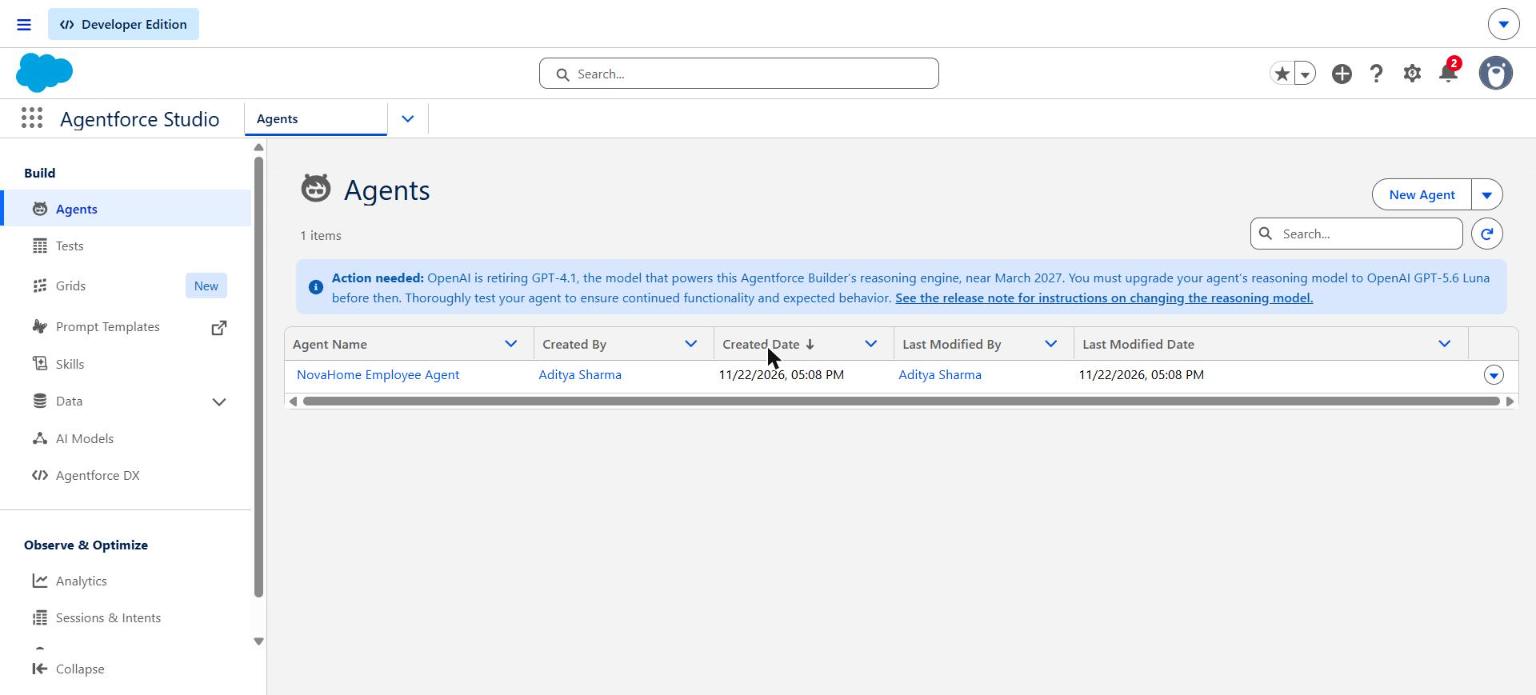 Developer Edition
Search...
2
Agentforce Studio
Agents
Build
Agents
Tests
Grids
New
Prompt Templates
Skills
Data
AI Models
Agentforce DX
Observe & Optimize
Analytics
Sessions & Intents
Collapse
Agents
New Agent
1 items
Search...
Action needed: OpenAI is retiring GPT-4.1, the model that powers this Agentforce Builder's reasoning engine, near March 2027. You must upgrade your agent's reasoning model to OpenAI GPT-5.6 Luna
before then. Thoroughly test your agent to ensure continued functionality and expected behavior. See the release note for instructions on changing the reasoning model.
Agent Name Created By Created Date Last Modified By Last Modified Date
NovaHome Employee Agent Aditya Sharma 11/22/2026, 05:08 PM Aditya Sharma 11/22/2026, 05:08 PM